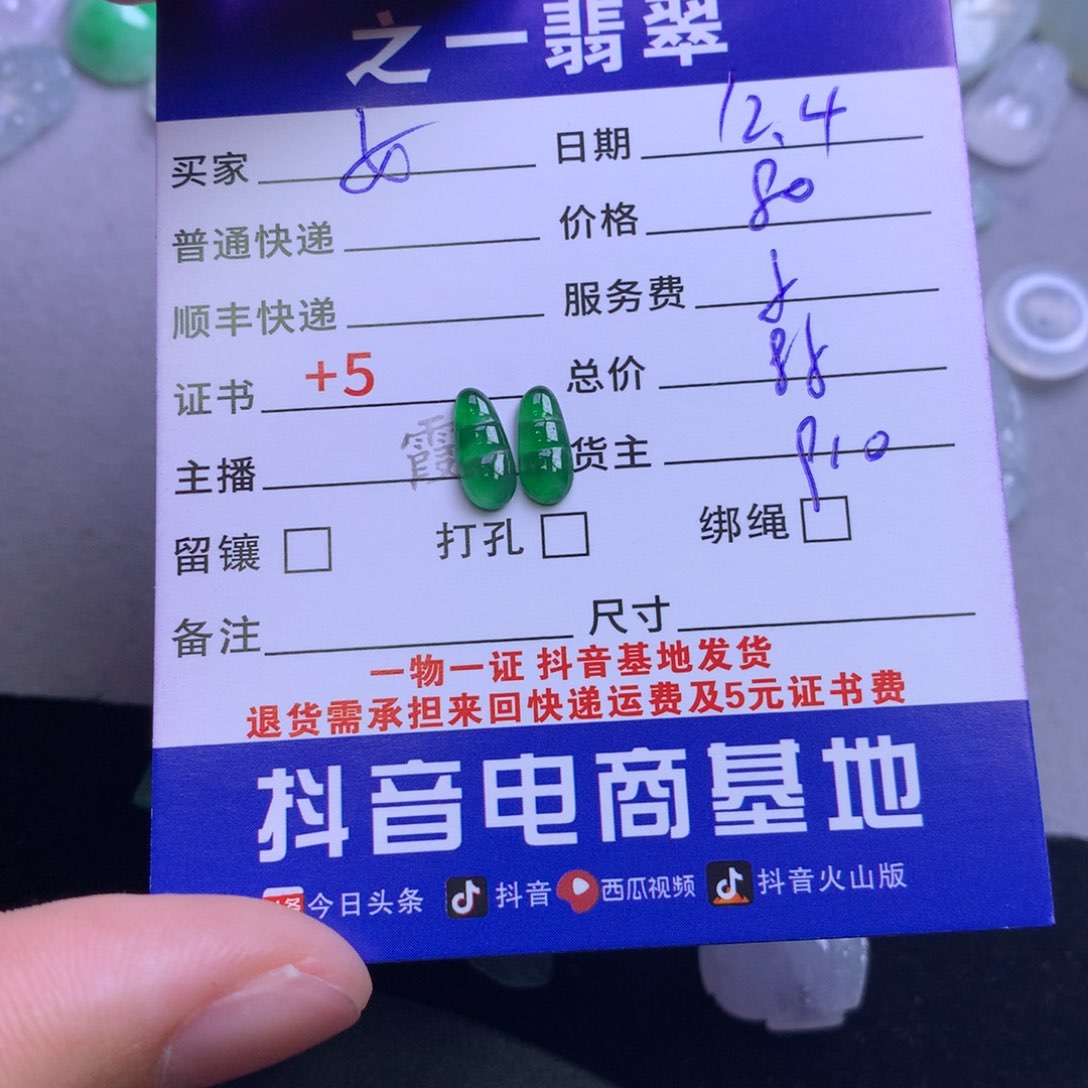 之一翡翠
买家 日期 12.4
普通快递 价格 80
顺丰快递 服务费 5
证书 +5 总价 85
主播 霞 货主 P10
留镶 打孔 绑绳
备注 尺寸
一物一证 抖音基地发货
退货需承担来回快递运费及5元证书费
抖音电商基地
今日头条 抖音 西瓜视频 抖音火山版